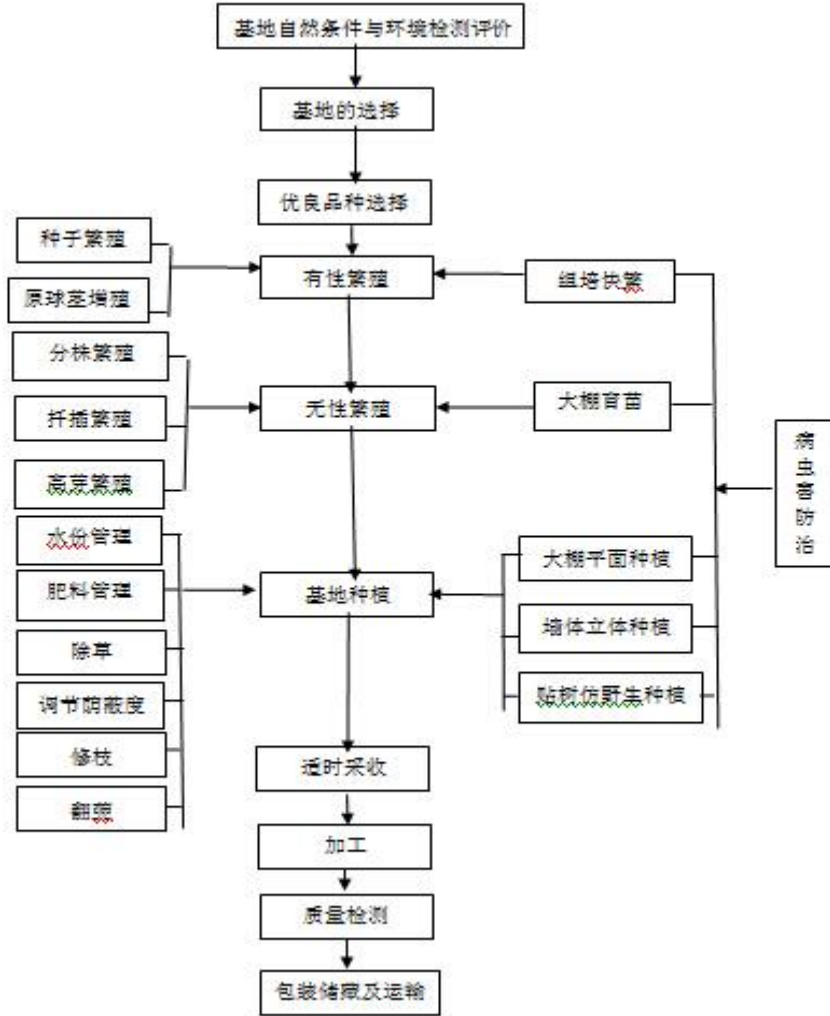 基地自然条件与环境检测评价
基地的选择
优良品种选择
种子繁殖
原球茎增殖
有性繁殖
组培快繁
分株繁殖
扦插繁殖
高芽繁殖
无性繁殖
大棚育苗
病虫害防治
水份管理
肥料管理
除草
调节荫蔽度
修枝
翻蔸
基地种植
大棚平面种植
墙体立体种植
贴树仿野生种植
适时采收
加工
质量检测
包装储藏及运输